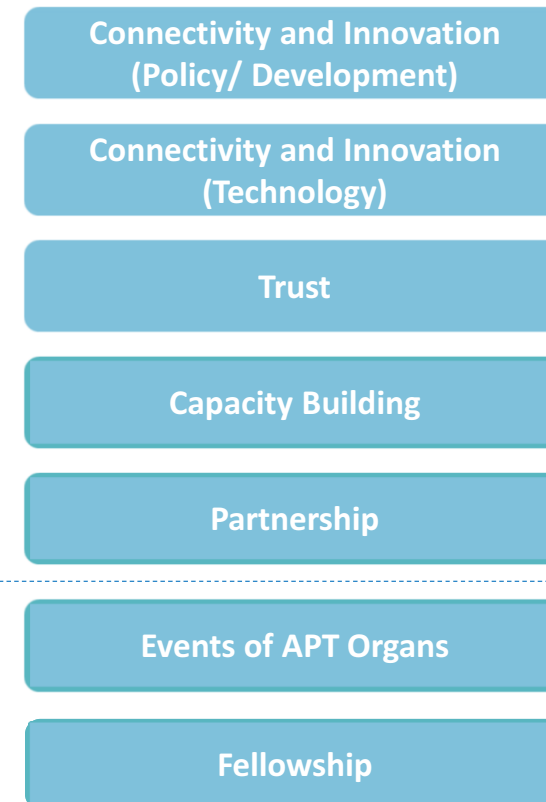 Connectivity and Innovation
(Policy/ Development)
Connectivity and Innovation
(Technology)
Trust
Capacity Building
Partnership
Events of APT Organs
Fellowship